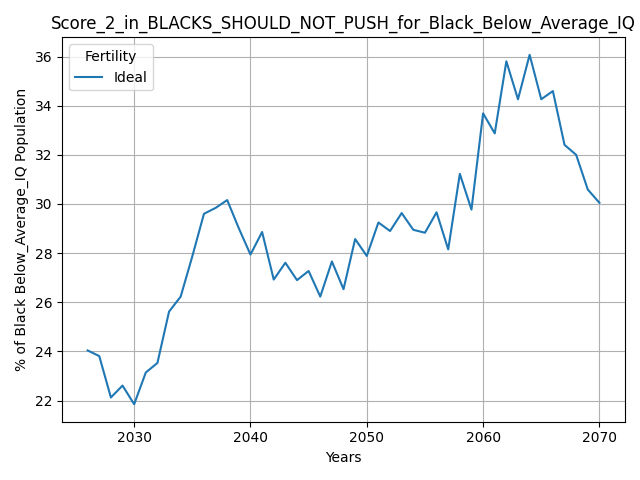 Score_2_in_BLACKS_SHOULD_NOT_PUSH_for_Black_Below_Average_IQ
Fertility
Ideal
% of Black Below_Average_IQ Population
36
34
32
30
28
26
24
22
2030 2040 2050 2060 2070
Years